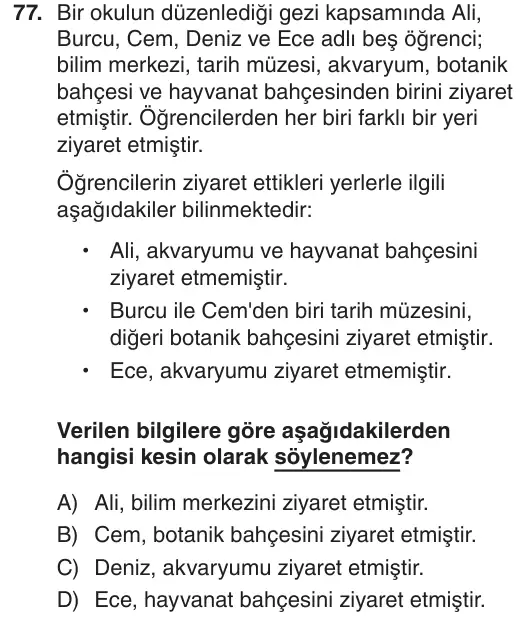 77. Bir okulun düzenlediği gezi kapsamında Ali,
Burcu, Cem, Deniz ve Ece adlı beş öğrenci;
bilim merkezi, tarih müzesi, akvaryum, botanik
bahçesi ve hayvanat bahçesinden birini ziyaret
etmiştir. Öğrencilerden her biri farklı bir yeri
ziyaret etmiştir.
Öğrencilerin ziyaret ettikleri yerlerle ilgili
aşağıdakiler bilinmektedir:
• Ali, akvaryumu ve hayvanat bahçesini
ziyaret etmemiştir.
• Burcu ile Cem'den biri tarih müzesini,
diğeri botanik bahçesini ziyaret etmiştir.
• Ece, akvaryumu ziyaret etmemiştir.
Verilen bilgilere göre aşağıdakilerden
hangisi kesin olarak söylenemez?
A) Ali, bilim merkezini ziyaret etmiştir.
B) Cem, botanik bahçesini ziyaret etmiştir.
C) Deniz, akvaryumu ziyaret etmiştir.
D) Ece, hayvanat bahçesini ziyaret etmiştir.